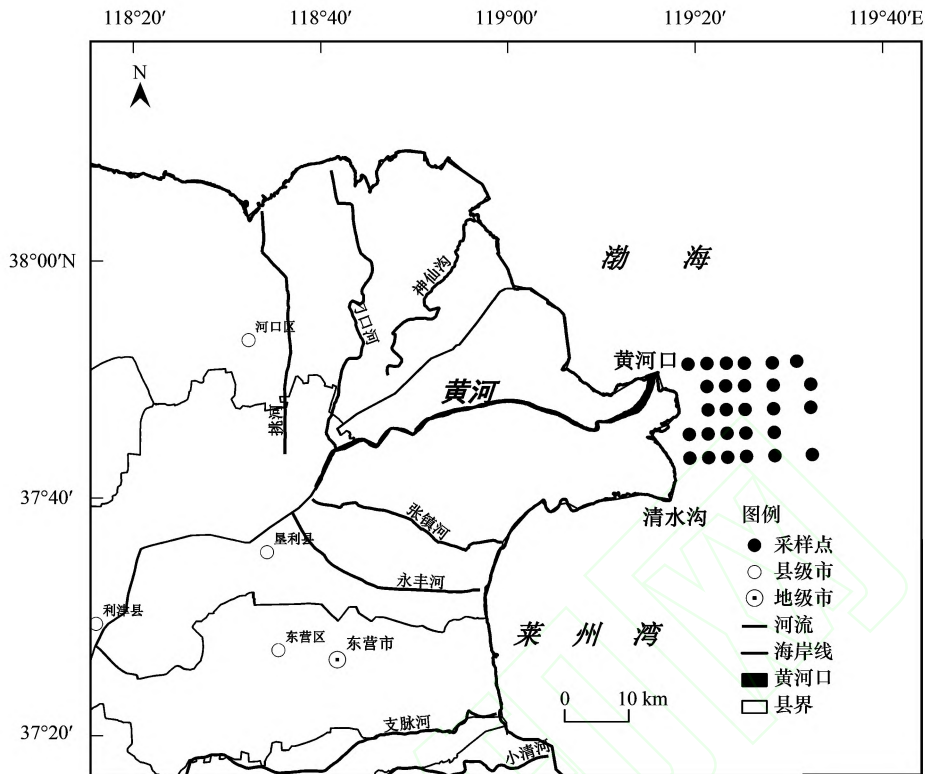 118°20′ 118°40′ 119°00′ 119°20′ 119°40′E
N
38°00′N
37°40′
37°20′
渤 海
神仙沟
刁口河
河口区
黄河口
黄河
挑河
清水沟
张镇河
垦利县
永丰河
利津县
东营区
东营市
莱 州 湾
支脉河
小清河
0 10 km
图例
采样点
县级市
地级市
河流
海岸线
黄河口
县界